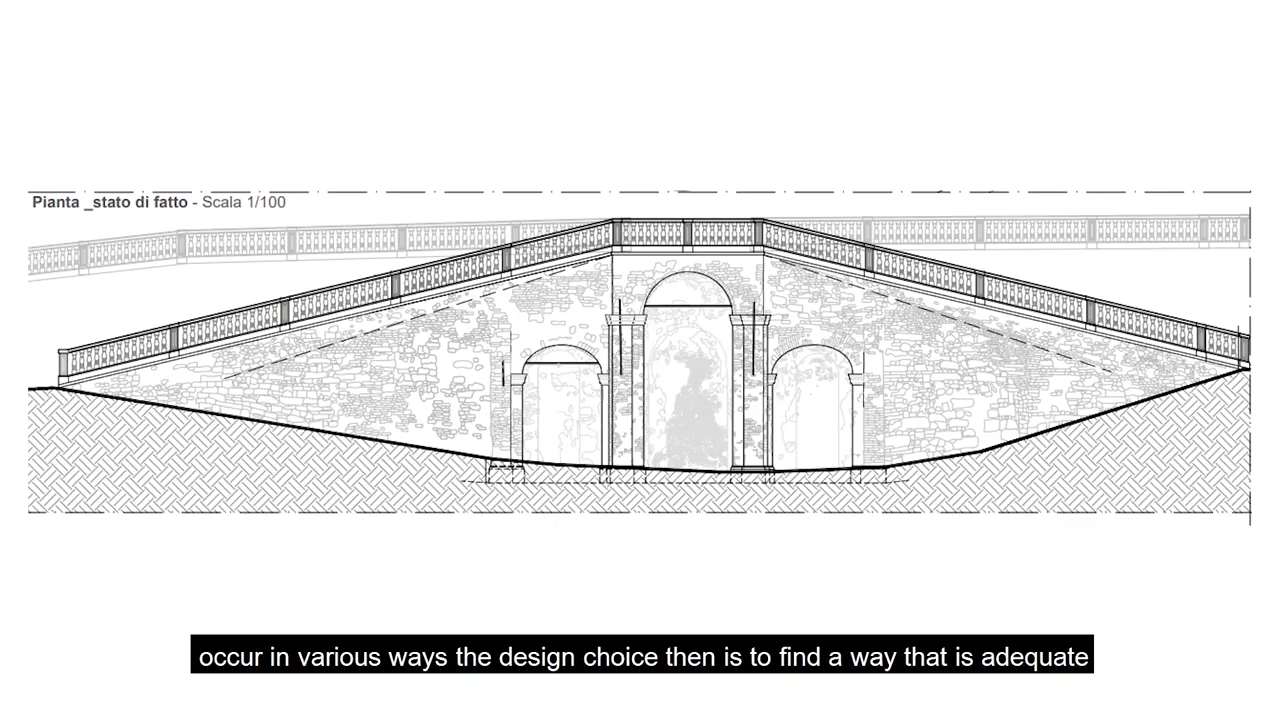 Pianta _stato di fatto - Scala 1/100
occur in various ways the design choice then is to find a way that is adequate